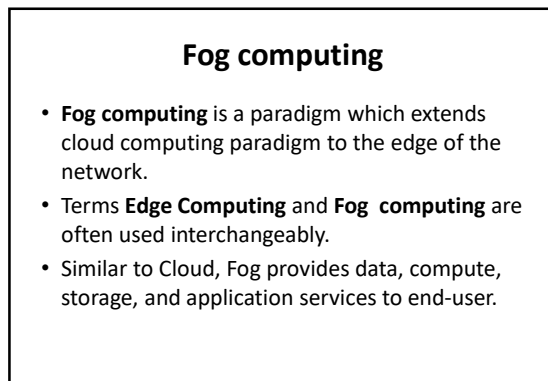 Fog computing
• Fog computing is a paradigm which extends
cloud computing paradigm to the edge of the
network.
• Terms Edge Computing and Fog  computing are
often used interchangeably.
• Similar to Cloud, Fog provides data, compute,
storage, and application services to end-user.